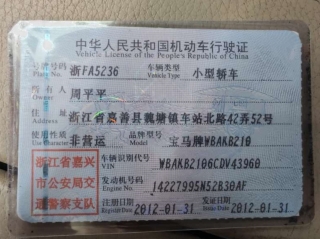 中华人民共和国机动车行驶证
Vehicle License of the People's Republic of China
号牌号码 浙FA5236 车辆类型 小型轿车
Plate No. Vehicle Type
所有人 周平平
Owner
住址 浙江省嘉善县魏塘镇车站北路42弄52号
Address
使用性质 非营运 品牌型号 宝马牌WBAKB210
Use Character Model
浙江省嘉兴
市公安局交
通警察支队
车辆识别代号 WBAKB2106CDV43960
VIN
发动机号码 14227995N52B30AF
Engine No.
注册日期 2012-01-31 发证日期 2012-01-31
Register Date Issue Date